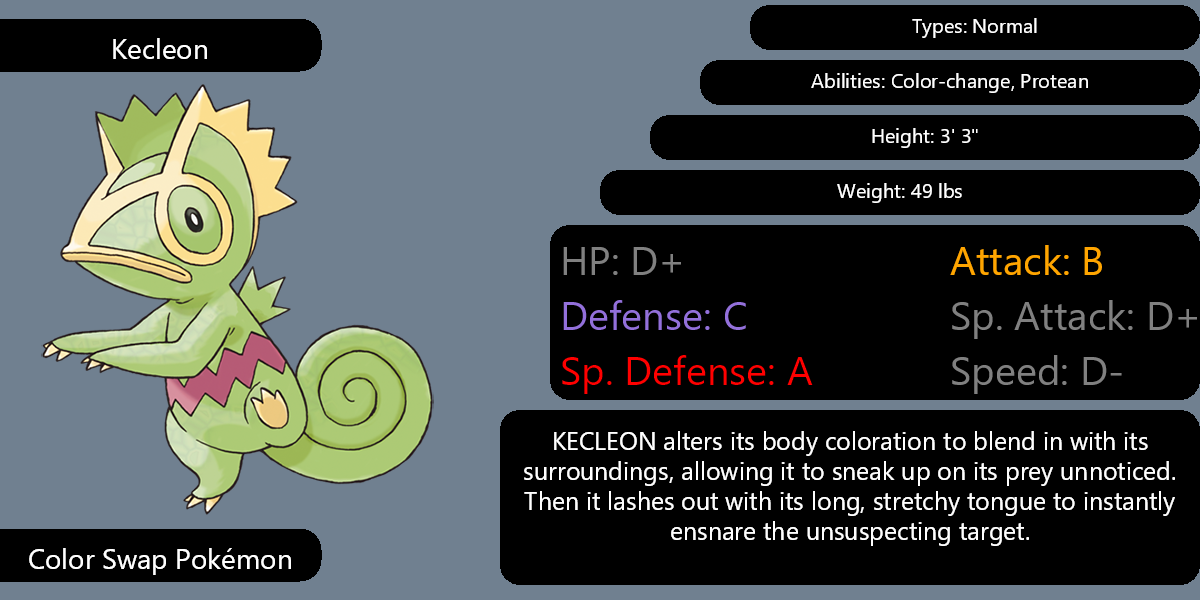 Kecleon
Types: Normal
Abilities: Color-change, Protean
Height: 3' 3"
Weight: 49 lbs
HP: D+
Attack: B
Defense: C
Sp. Attack: D+
Sp. Defense: A
Speed: D-
KECLEON alters its body coloration to blend in with its
surroundings, allowing it to sneak up on its prey unnoticed.
Then it lashes out with its long, stretchy tongue to instantly
ensnare the unsuspecting target.
Color Swap Pokémon